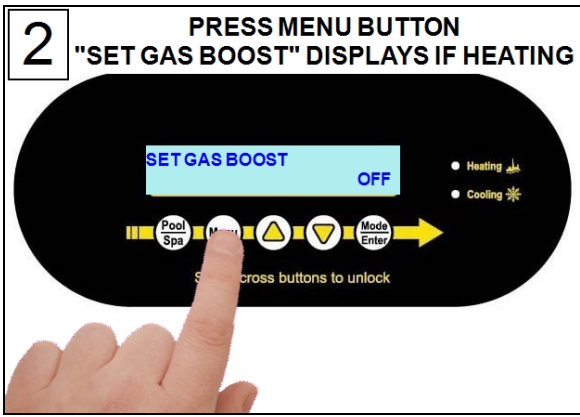 2
PRESS MENU BUTTON
"SET GAS BOOST" DISPLAYS IF HEATING
SET GAS BOOST
OFF
Heating
Cooling
Pool
Spa
Menu
Mode
Enter
cross buttons to unlock